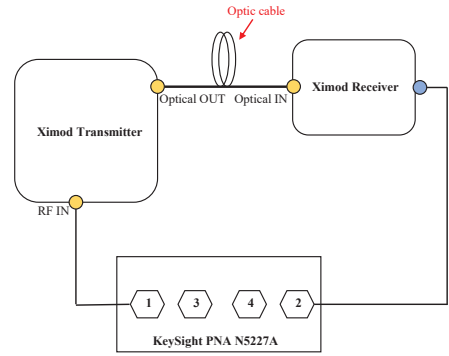 Optic cable
Optical OUT
Optical IN
Ximod Receiver
Ximod Transmitter
RF IN
1
3
4
2
KeySight PNA N5227A